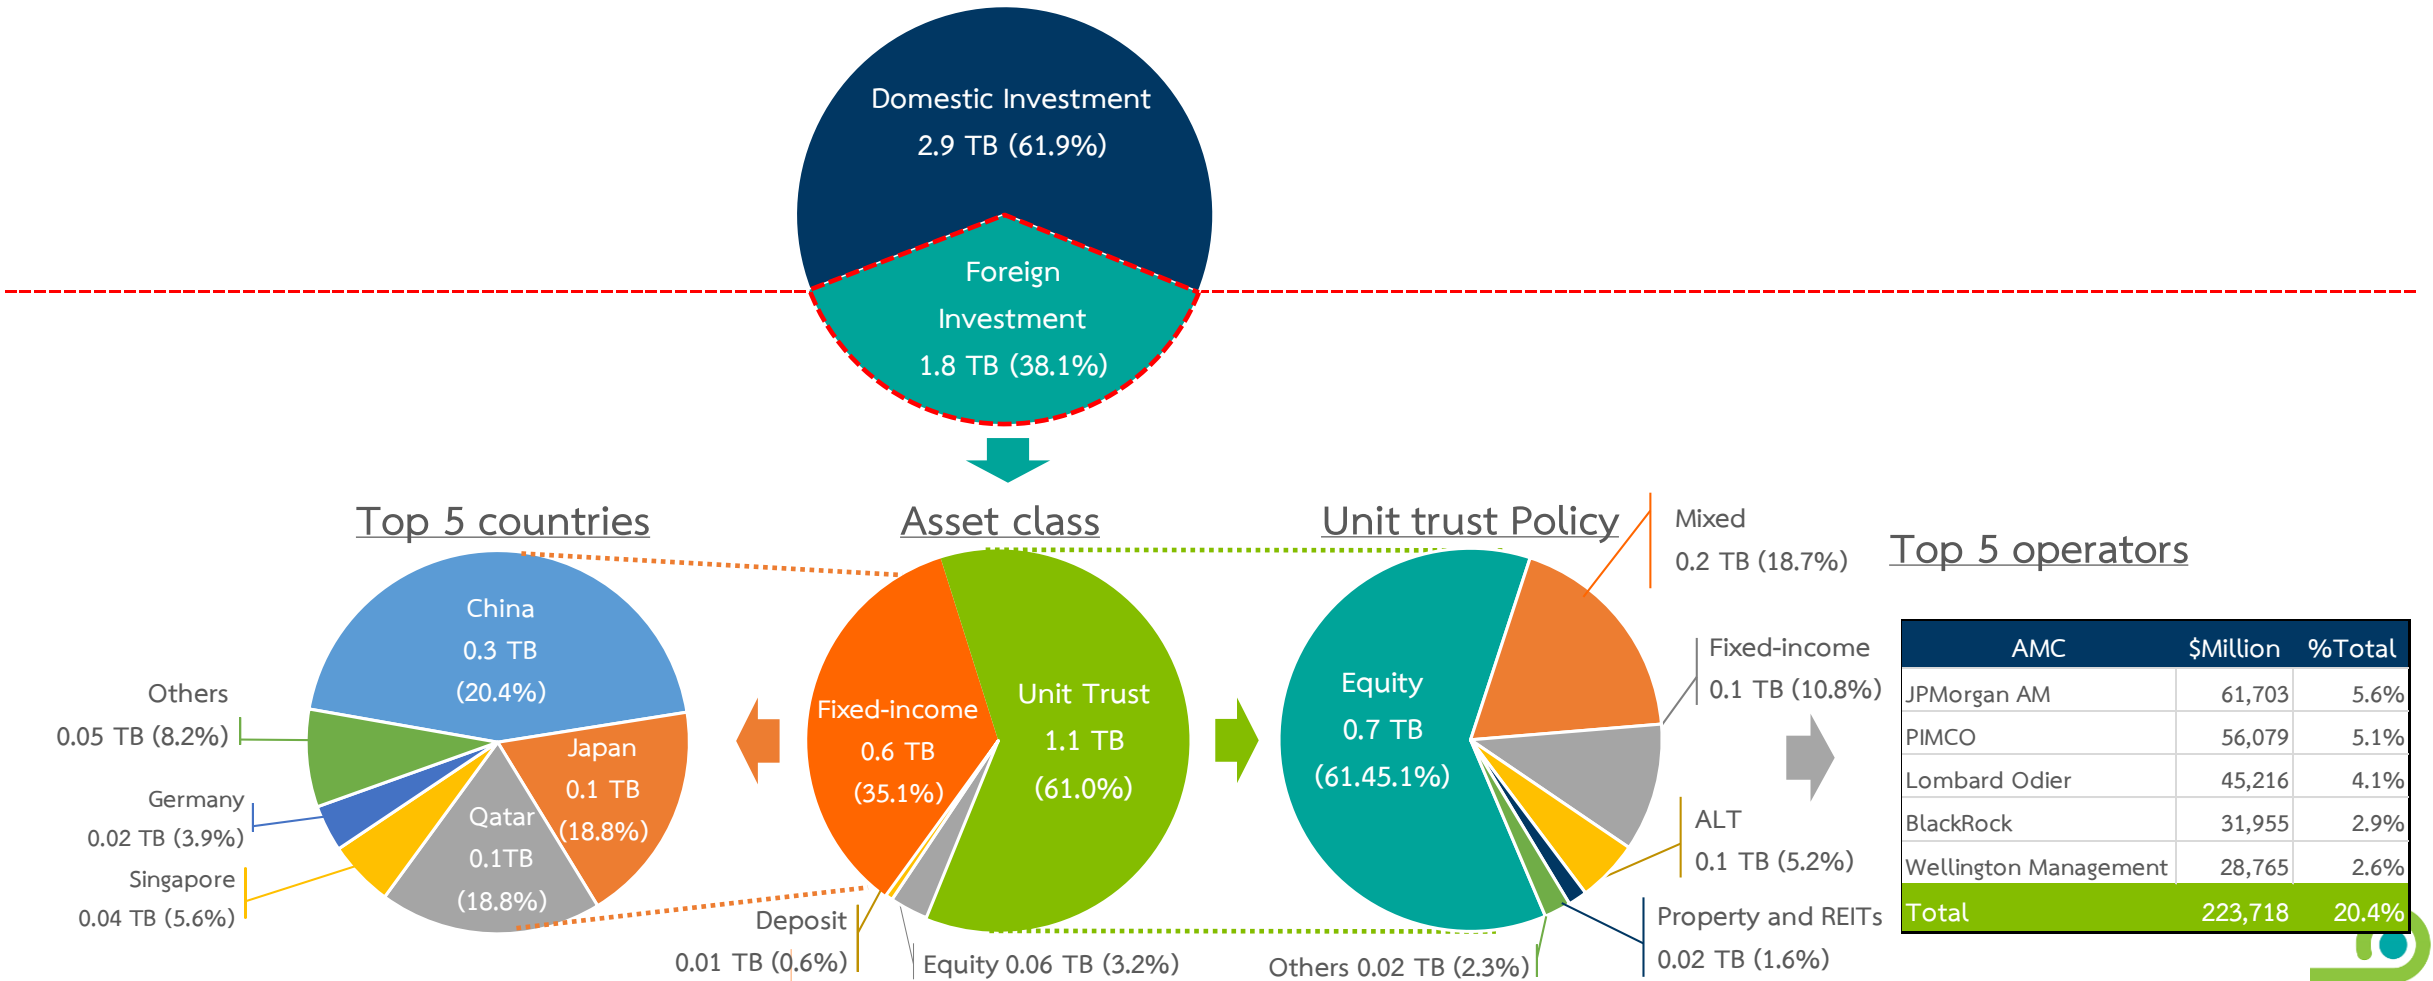 Domestic Investment
2.9 TB (61.9%)
Foreign
Investment
1.8 TB (38.1%)
Top 5 countries
China
0.3 TB
(20.4%)
Japan
0.1 TB
(18.8%)
Qatar
0.1TB
(18.8%)
Others
0.05 TB (8.2%)
Germany
0.02 TB (3.9%)
Singapore
0.04 TB (5.6%)
Asset class
Fixed-income
0.6 TB
(35.1%)
Unit Trust
1.1 TB
(61.0%)
Deposit
0.01 TB (0.6%)
Equity 0.06 TB (3.2%)
Unit trust Policy
Equity
0.7 TB
(61.45.1%)
Mixed
0.2 TB (18.7%)
Fixed-income
0.1 TB (10.8%)
ALT
0.1 TB (5.2%)
Property and REITs
0.02 TB (1.6%)
Others 0.02 TB (2.3%)
Top 5 operators
AMC $Million %Total
JPMorgan AM 61,703 5.6%
PIMCO 56,079 5.1%
Lombard Odier 45,216 4.1%
BlackRock 31,955 2.9%
Wellington Management 28,765 2.6%
Total 223,718 20.4%